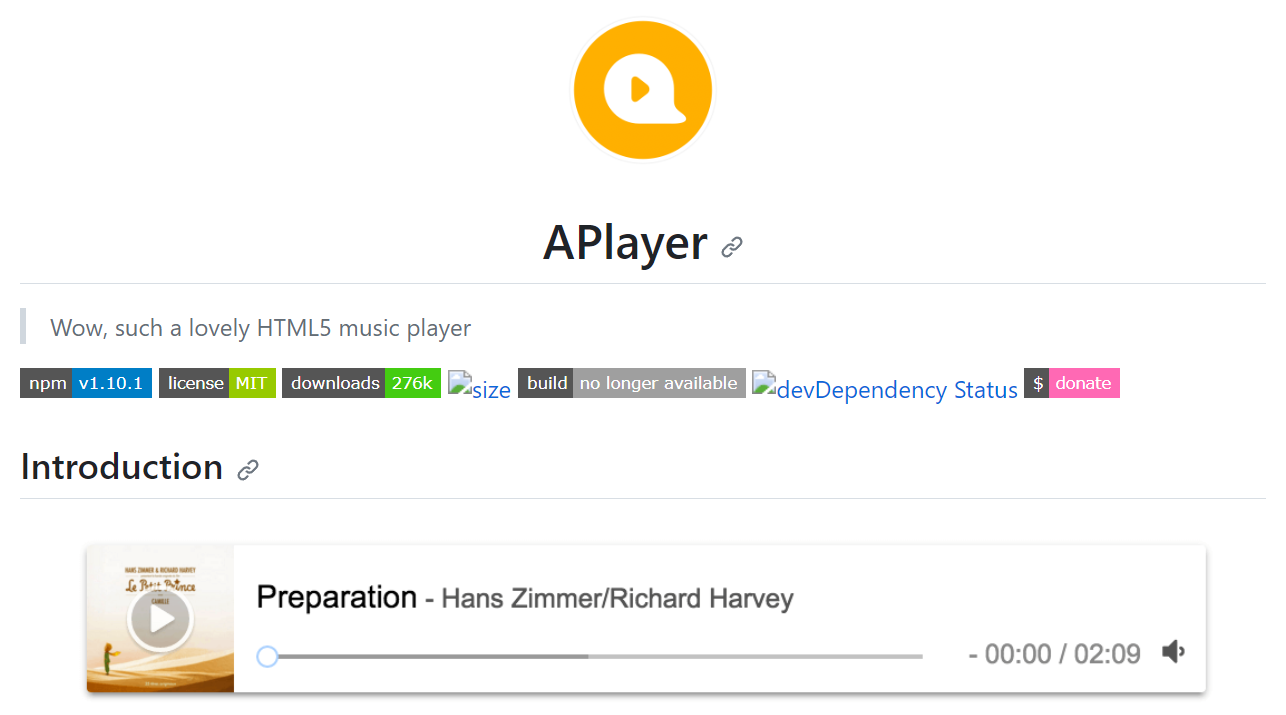 APlayer
Wow, such a lovely HTML5 music player
npm v1.10.1 license MIT downloads 276k size build no longer available devDependency Status $ donate
Introduction
HANS ZIMMER & RICHARD HARVEY
Le Petit Prince
CAMILLE
Preparation - Hans Zimmer/Richard Harvey
- 00:00 / 02:09